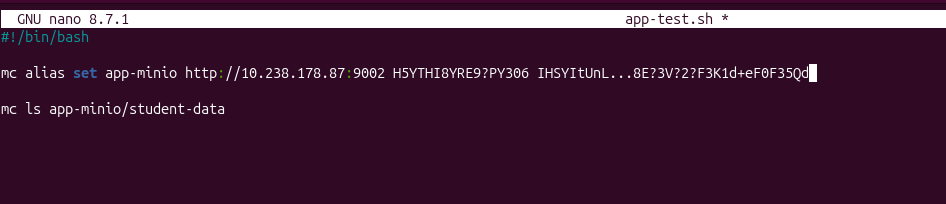 GNU nano 8.7.1 app-test.sh *
#!/bin/bash
mc alias set app-minio http://10.238.178.87:9002 H5YTHI8YRE9?PY306 IHSYItUnL...8E?3V?2?F3K1d+eF0F35Qd
mc ls app-minio/student-data